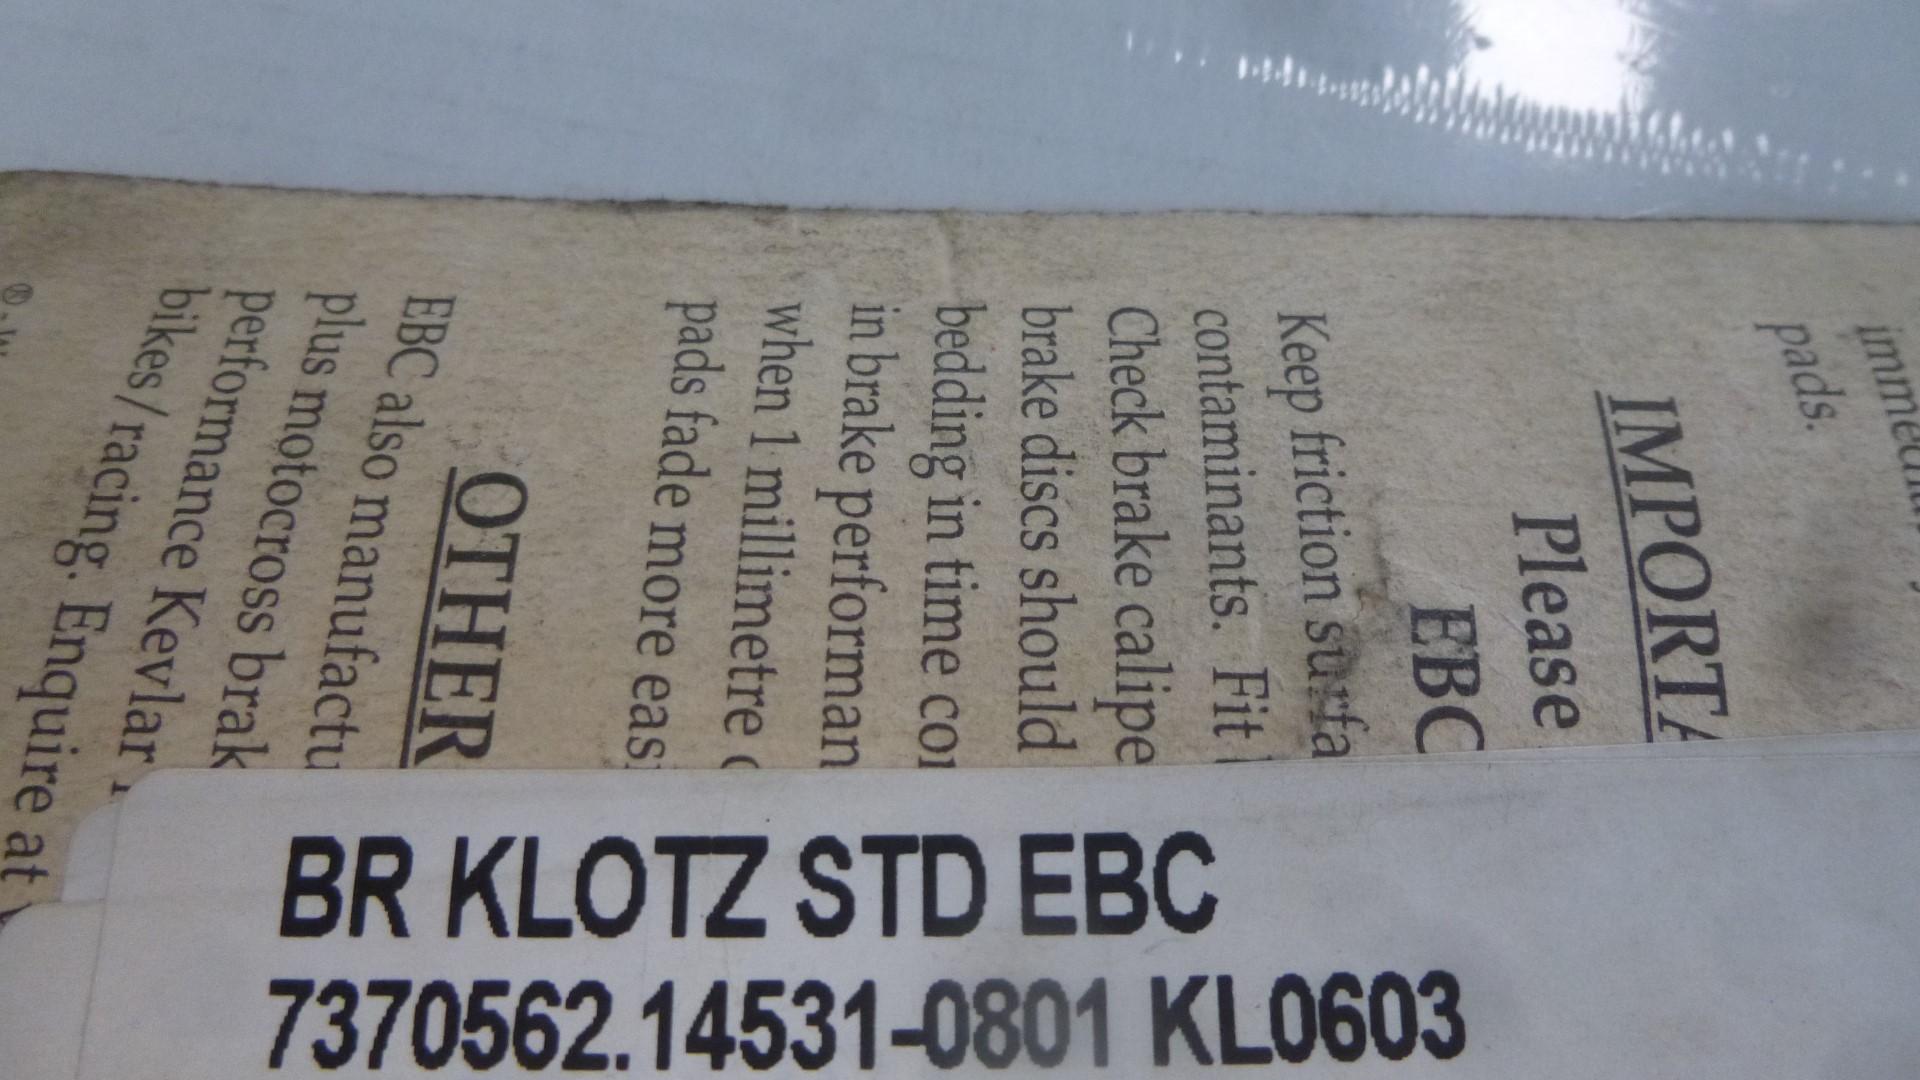 immedia
pads.
IMPORTA
Please
EBC
Keep friction surfa
contaminants. Fit
Check brake calipe
brake discs should
bedding in time co
in brake performan
when 1 millimetre
pads fade more eas
OTHER
EBC also manufactu
plus motocross brak
performance Kevlar
bikes/racing. Enquire at
BR KLOTZ STD EBC
7370562.14531-0801 KL0603